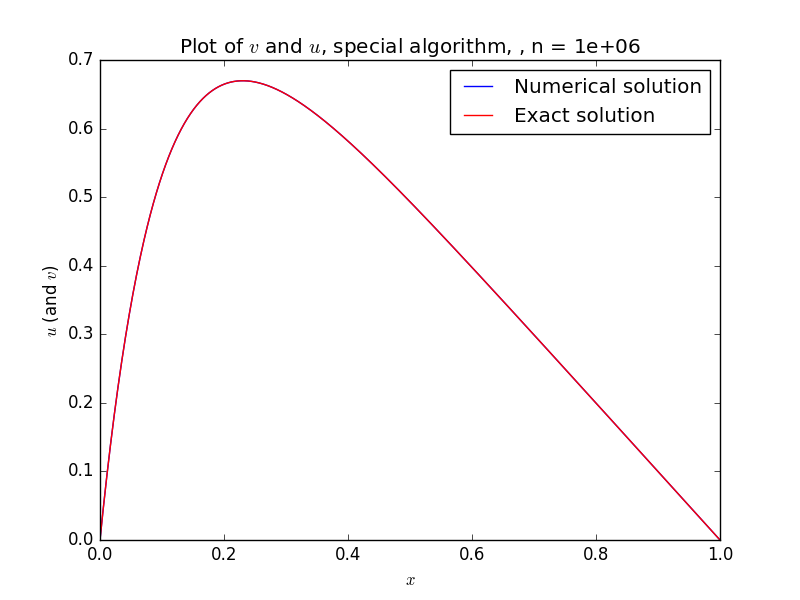 Plot of v and u, special algorithm, , n = 1e+06
0.7
0.6
0.5
0.4
0.3
0.2
0.1
0.0
u (and v)
Numerical solution
Exact solution
0.0 0.2 0.4 0.6 0.8 1.0
x